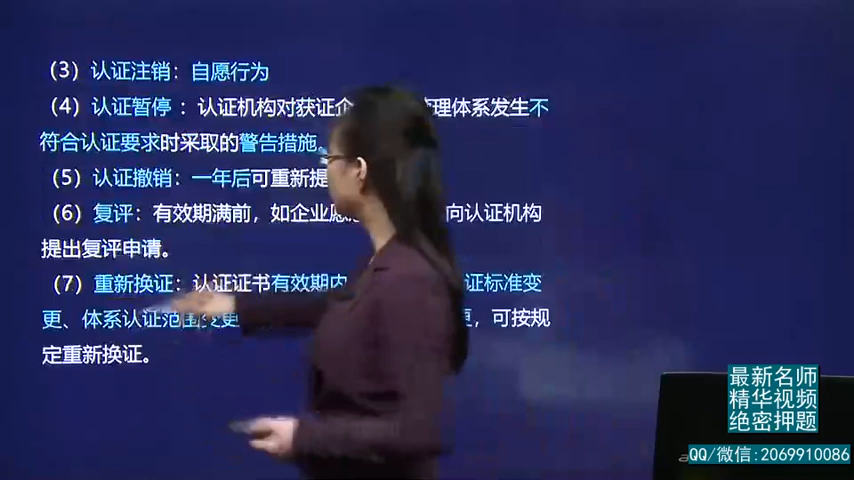 （3）认证注销：自愿行为
（4）认证暂停 ：认证机构对获证企 理体系发生不
符合认证要求时采取的警告措施。
（5）认证撤销：一年后可重新提
（6）复评：有效期满前，如企业愿 向认证机构
提出复评申请。
（7）重新换证：认证证书有效期内 证标准变
更、体系认证范围变更 更，可按规
定重新换证。
最新名师
精华视频
绝密押题
QQ/微信:2069910086